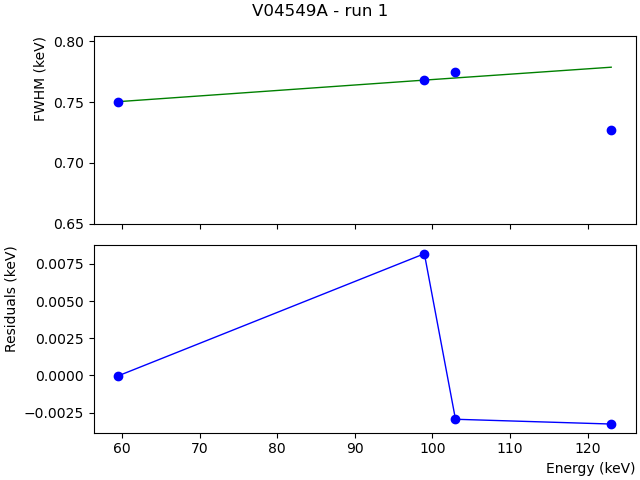 V04549A - run 1
FWHM (keV)
0.80
0.75
0.70
0.65
Residuals (keV)
0.0075
0.0050
0.0025
0.0000
−0.0025
60 70 80 90 100 110 120
Energy (keV)